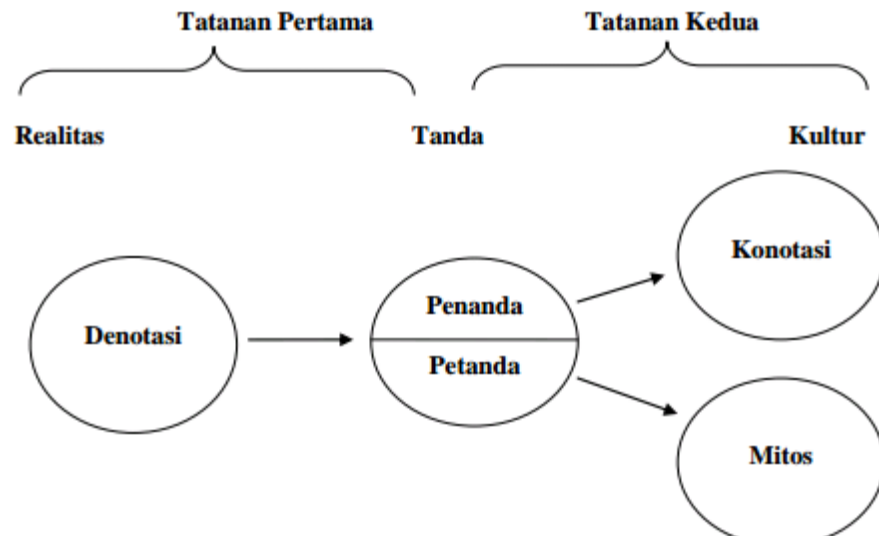 Tatanan Pertama
Tatanan Kedua
Realitas
Tanda
Kultur
Denotasi
Penanda
Petanda
Konotasi
Mitos